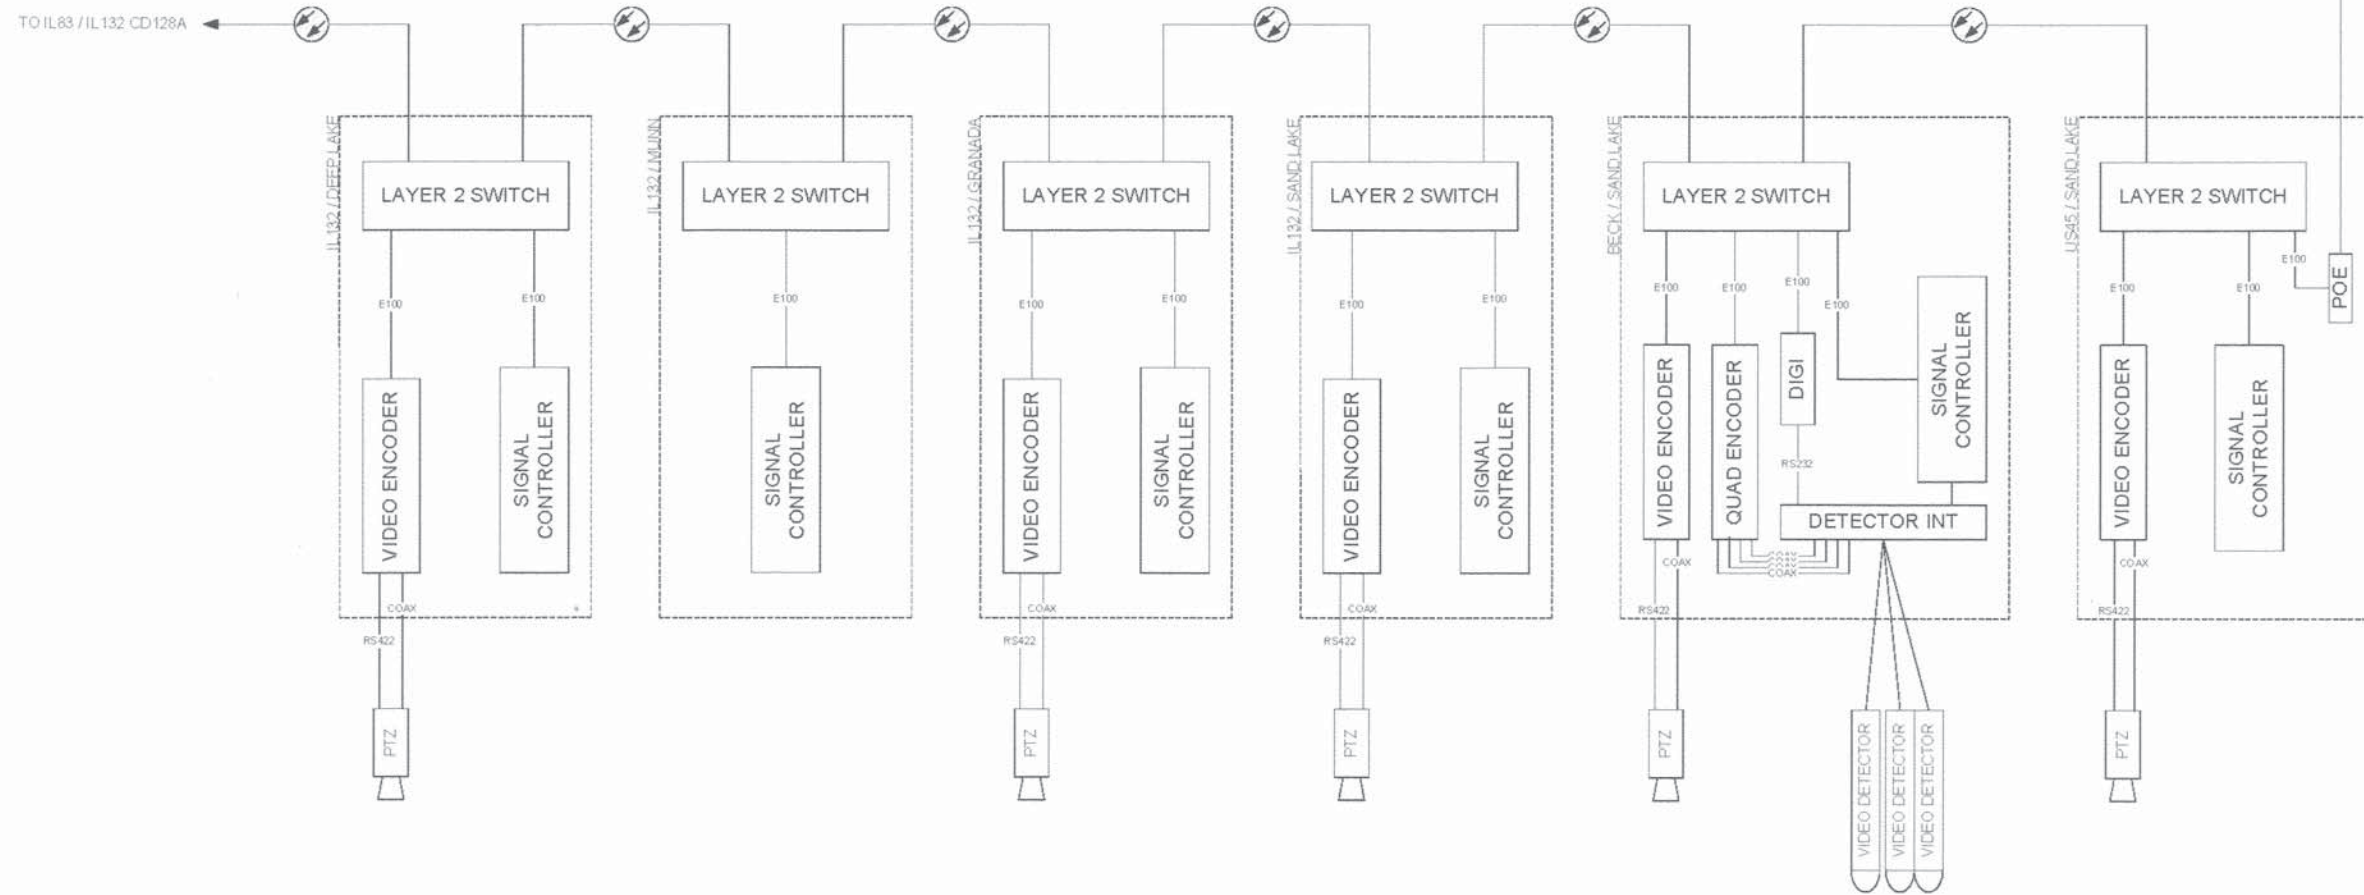 TO IL83 / IL132 CD128A
IL132 / DEEP LAKE
LAYER 2 SWITCH
E100
E100
VIDEO ENCODER
SIGNAL
CONTROLLER
COAX
RS422
PTZ
IL132 / MUNN
LAYER 2 SWITCH
E100
SIGNAL
CONTROLLER
IL132 / GRANADA
LAYER 2 SWITCH
E100
E100
VIDEO ENCODER
SIGNAL
CONTROLLER
COAX
RS422
PTZ
IL132 / SAND LAKE
LAYER 2 SWITCH
E100
E100
VIDEO ENCODER
SIGNAL
CONTROLLER
COAX
RS422
PTZ
BECK / SAND LAKE
LAYER 2 SWITCH
E100
E100
E100
E100
VIDEO ENCODER
QUAD ENCODER
DIGI
SIGNAL
CONTROLLER
RS232
DETECTOR INT
COAX
COAX
RS422
PTZ
VIDEO DETECTOR
VIDEO DETECTOR
VIDEO DETECTOR
US45 / SAND LAKE
LAYER 2 SWITCH
E100
E100
E100
POE
VIDEO ENCODER
SIGNAL
CONTROLLER
COAX
RS422
PTZ